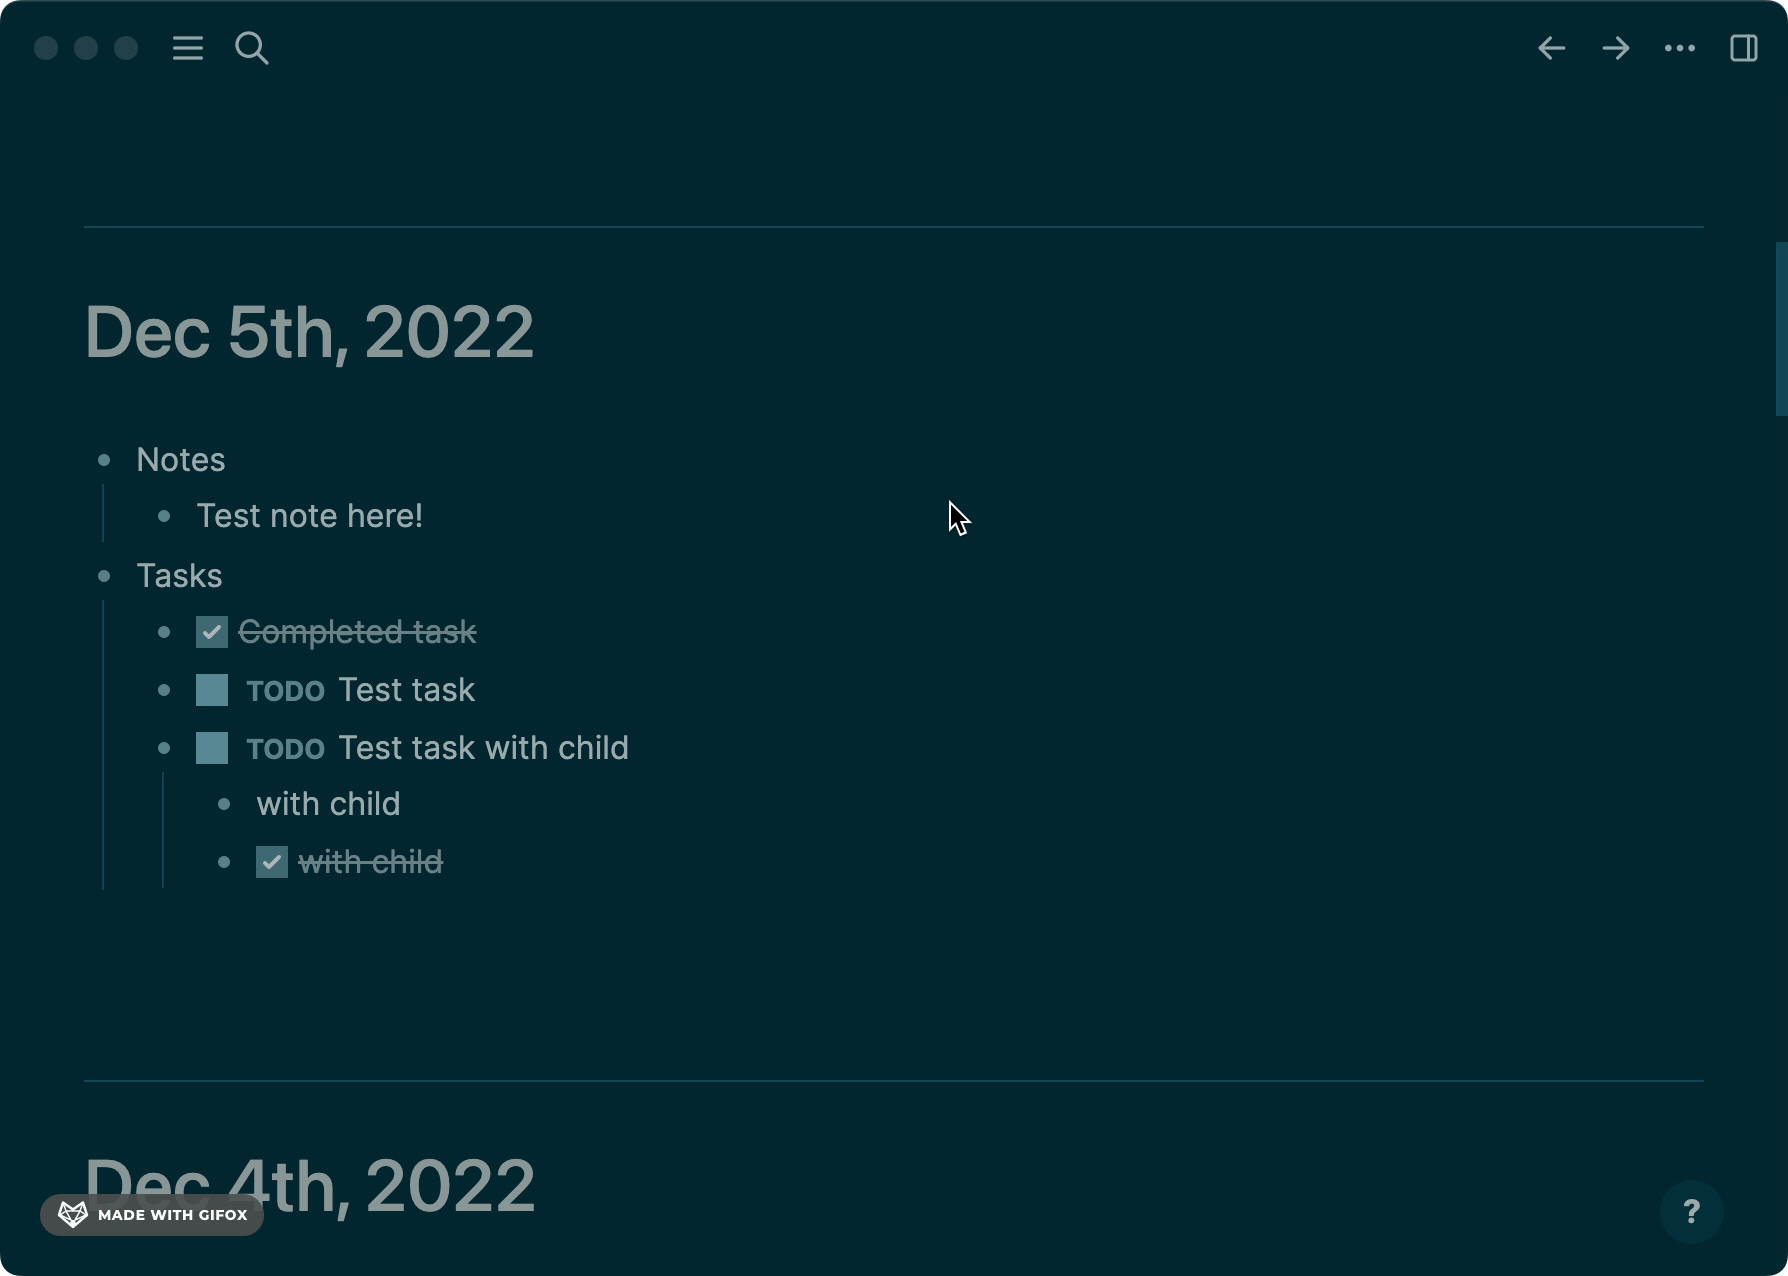 Dec 5th, 2022
Notes
Test note here!
Tasks
Completed task
TODO Test task
TODO Test task with child
with child
with child
Dec 4th, 2022
MADE WITH GIFOX
?